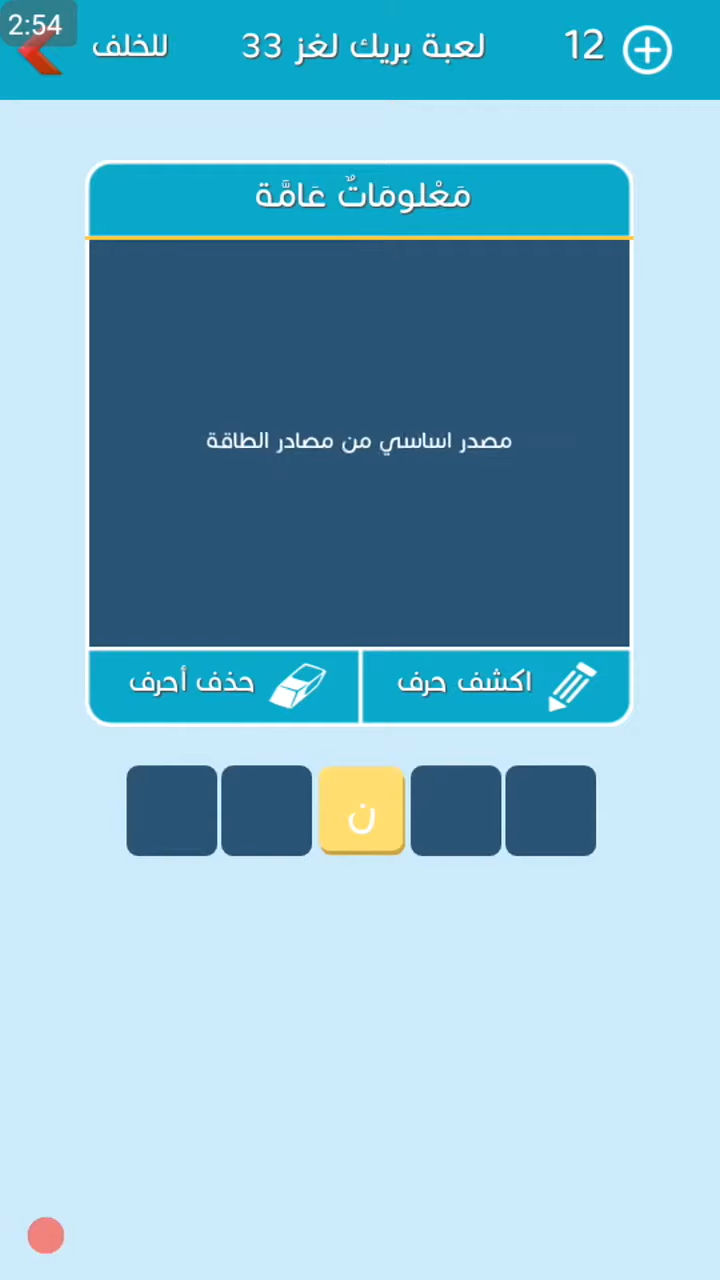 2:54
للخلف
لعبة بريك لغز 33
12
مَعْلومَاتٌ عَامَّة
مصدر اساسي من مصادر الطاقة
اكشف حرف
حذف أحرف
ن